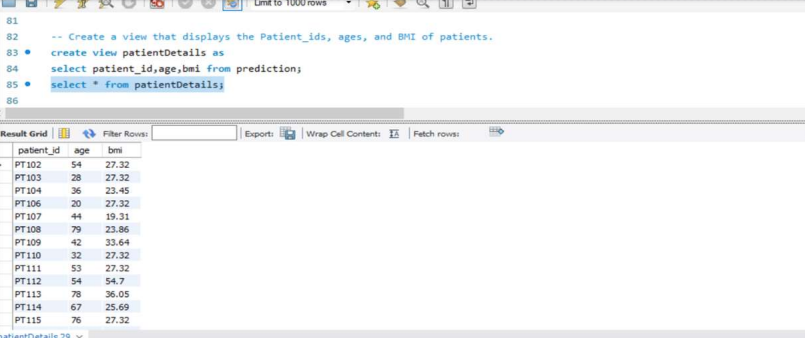 Limit to 1000 rows
81
82 -- Create a view that displays the Patient_ids, ages, and BMI of patients.
83 create view patientDetails as
84 select patient_id,age,bmi from prediction;
85 select * from patientDetails;
86
Result Grid Filter Rows: Export: Wrap Cell Content: Fetch rows:
patient_id age bmi
PT102 54 27.32
PT103 28 27.32
PT104 36 23.45
PT106 20 27.32
PT107 44 19.31
PT108 79 23.86
PT109 42 33.64
PT110 32 27.32
PT111 53 27.32
PT112 54 54.7
PT113 78 36.05
PT114 67 25.69
PT115 76 27.32
patientDetails 29